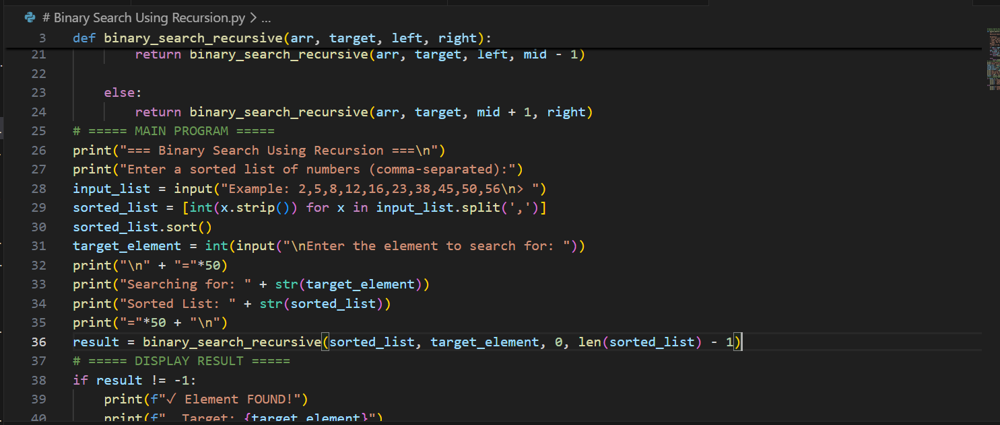 # Binary Search Using Recursion.py > ...
3 def binary_search_recursive(arr, target, left, right):
21 return binary_search_recursive(arr, target, left, mid - 1)
22
23 else:
24 return binary_search_recursive(arr, target, mid + 1, right)
25 # ===== MAIN PROGRAM =====
26 print("=== Binary Search Using Recursion ===\n")
27 print("Enter a sorted list of numbers (comma-separated):")
28 input_list = input("Example: 2,5,8,12,16,23,38,45,50,56\n> ")
29 sorted_list = [int(x.strip()) for x in input_list.split(',')]
30 sorted_list.sort()
31 target_element = int(input("\nEnter the element to search for: "))
32 print("\n" + "="*50)
33 print("Searching for: " + str(target_element))
34 print("Sorted List: " + str(sorted_list))
35 print("="*50 + "\n")
36 result = binary_search_recursive(sorted_list, target_element, 0, len(sorted_list) - 1)
37 # ===== DISPLAY RESULT =====
38 if result != -1:
39 print(f"✓ Element FOUND!")
40 print(f"  Target: {target_element}")